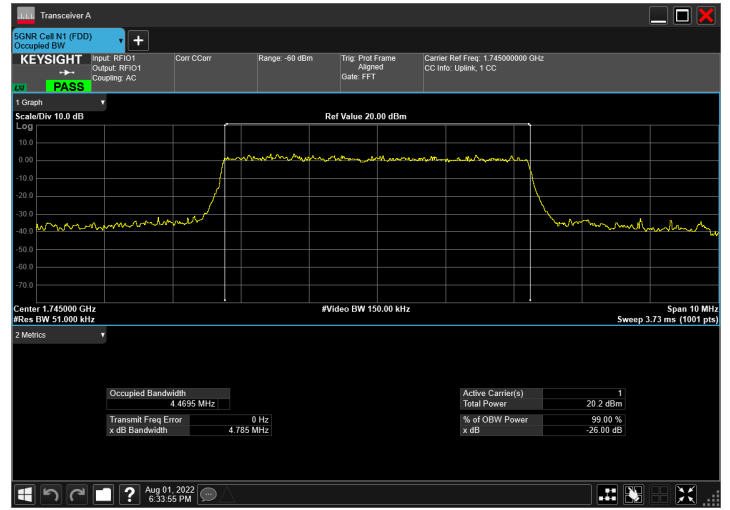 Transceiver A
5GNR Cell N1 (FDD)
Occupied BW
KEYSIGHT
Input: RFIO1
Output: RFIO1
Coupling: AC
Corr CCorr
Range: -60 dBm
Trig: Prot Frame
Aligned
Gate: FFT
Carrier Ref Freq: 1.745000000 GHz
CC Info: Uplink, 1 CC
LXI
PASS
1 Graph
Scale/Div 10.0 dB
Ref Value 20.00 dBm
Log
10.0
0.00
-10.0
-20.0
-30.0
-40.0
-50.0
-60.0
-70.0
Center 1.745000 GHz
#Video BW 150.00 kHz
Span 10 MHz
#Res BW 51.000 kHz
Sweep 3.73 ms (1001 pts)
2 Metrics
Occupied Bandwidth
4.4695 MHz
Transmit Freq Error 0 Hz
x dB Bandwidth 4.785 MHz
Active Carrier(s) 1
Total Power 20.2 dBm
% of OBW Power 99.00 %
x dB -26.00 dB
Aug 01, 2022
6:33:55 PM